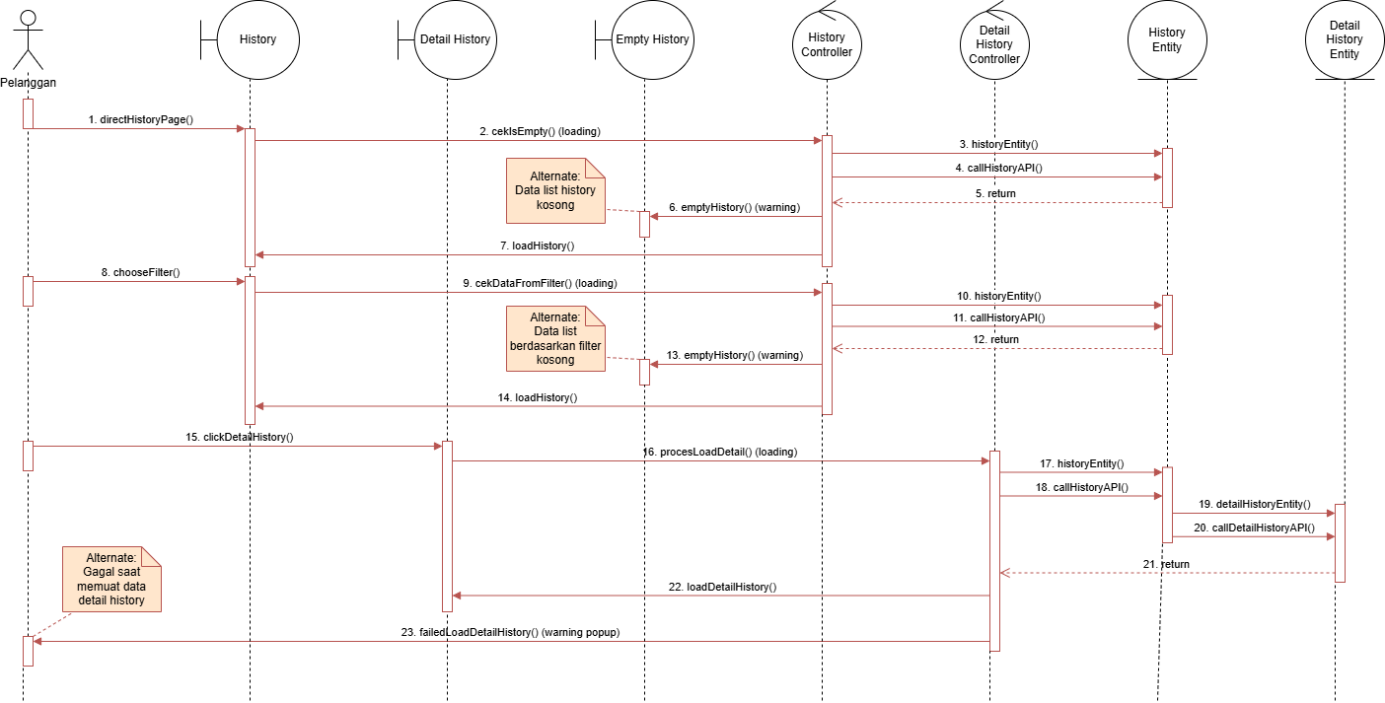 Pelanggan
History
Detail History
Empty History
History
Controller
Detail
History
Controller
History
Entity
Detail
History
Entity
1. directHistoryPage()
2. cekIsEmpty() (loading)
3. historyEntity()
4. callHistoryAPI()
5. return
Alternate:
Data list history
kosong
6. emptyHistory() (warning)
7. loadHistory()
8. chooseFilter()
9. cekDataFromFilter() (loading)
10. historyEntity()
11. callHistoryAPI()
12. return
Alternate:
Data list
berdasarkan filter
kosong
13. emptyHistory() (warning)
14. loadHistory()
15. clickDetailHistory()
16. procesLoadDetail() (loading)
17. historyEntity()
18. callHistoryAPI()
19. detailHistoryEntity()
20. callDetailHistoryAPI()
21. return
22. loadDetailHistory()
Alternate:
Gagal saat
memuat data
detail history
23. failedLoadDetailHistory() (warning popup)